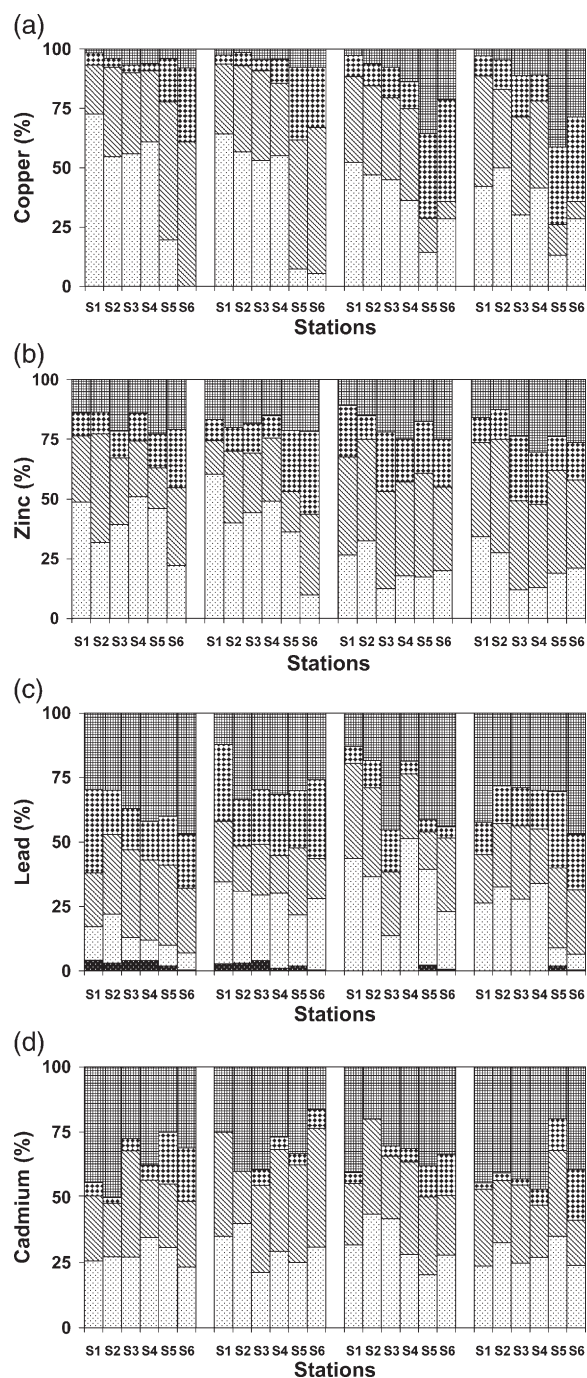 (a)
100
75
50
25
0
Copper (%)
S1 S2 S3 S4 S5 S6 S1 S2 S3 S4 S5 S6 S1 S2 S3 S4 S5 S6 S1 S2 S3 S4 S5 S6
Stations
(b)
100
75
50
25
0
Zinc (%)
S1 S2 S3 S4 S5 S6 S1 S2 S3 S4 S5 S6 S1 S2 S3 S4 S5 S6 S1 S2 S3 S4 S5 S6
Stations
(c)
100
75
50
25
0
Lead (%)
S1 S2 S3 S4 S5 S6 S1 S2 S3 S4 S5 S6 S1 S2 S3 S4 S5 S6 S1 S2 S3 S4 S5 S6
Stations
(d)
100
75
50
25
0
Cadmium (%)
S1 S2 S3 S4 S5 S6 S1 S2 S3 S4 S5 S6 S1 S2 S3 S4 S5 S6 S1 S2 S3 S4 S5 S6
Stations